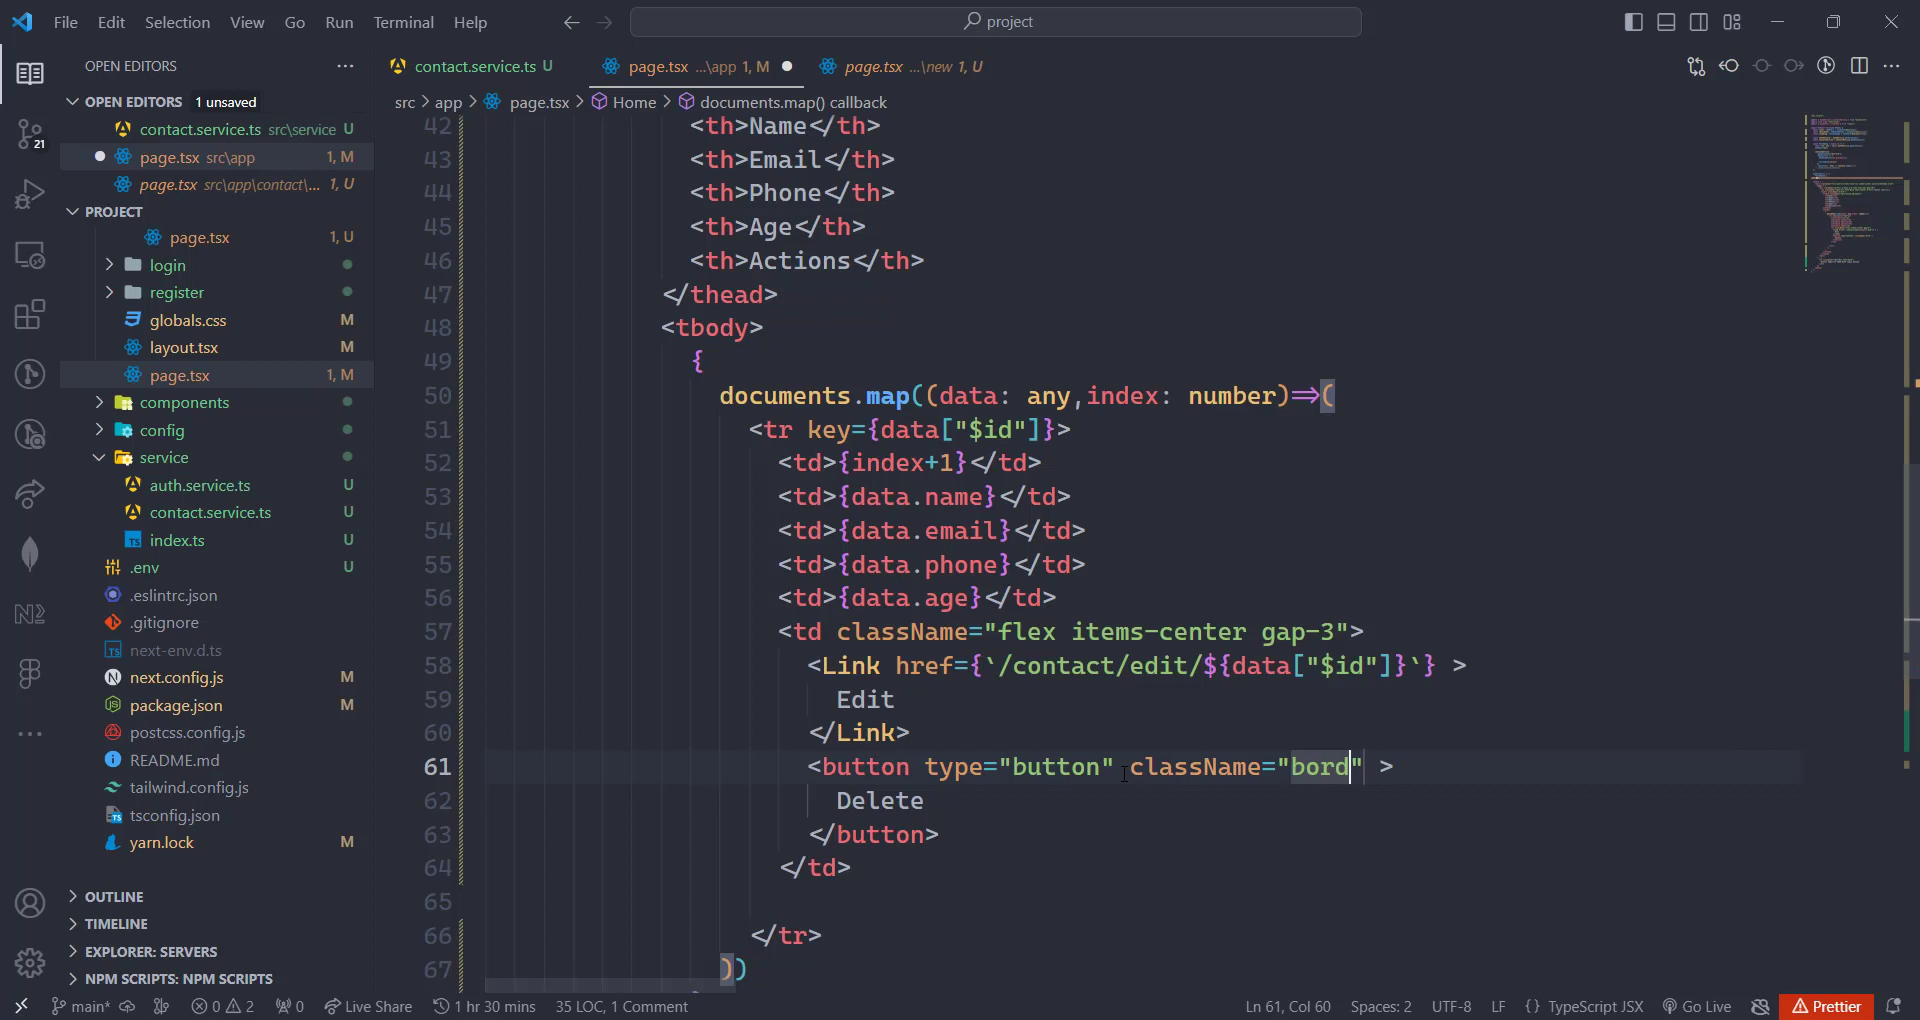 File Edit Selection View Go Run Terminal Help
project
OPEN EDITORS
contact.service.ts U
page.tsx ...\app 1, M
page.tsx ...\new 1, U
OPEN EDITORS 1 unsaved
src > app > page.tsx > Home > documents.map() callback
contact.service.ts src\service U
page.tsx src\app 1, M
page.tsx src\app\contact\... 1, U
PROJECT
page.tsx 1, U
login
register
globals.css M
layout.tsx M
page.tsx 1, M
components
config
service
auth.service.ts U
contact.service.ts U
index.ts U
.env U
.eslintrc.json
.gitignore
next-env.d.ts
next.config.js M
package.json M
postcss.config.js
README.md
tailwind.config.js
tsconfig.json
yarn.lock M
OUTLINE
TIMELINE
EXPLORER: SERVERS
NPM SCRIPTS: NPM SCRIPTS
21
42 <th>Name</th>
43 <th>Email</th>
44 <th>Phone</th>
45 <th>Age</th>
46 <th>Actions</th>
47 </thead>
48 <tbody>
49 {
50 documents.map((data: any,index: number)=>(
51 <tr key={data["$id"]}>
52 <td>{index+1}</td>
53 <td>{data.name}</td>
54 <td>{data.email}</td>
55 <td>{data.phone}</td>
56 <td>{data.age}</td>
57 <td className="flex items-center gap-3">
58 <Link href={`/contact/edit/${data["$id"]}`} >
59 Edit
60 </Link>
61 <button type="button" className="bord" >
62 Delete
63 </button>
64 </td>
65
66 </tr>
67 ))
main* 0 2 0 Live Share 1 hr 30 mins 35 LOC, 1 Comment
Ln 61, Col 60 Spaces: 2 UTF-8 LF {} TypeScript JSX Go Live Prettier